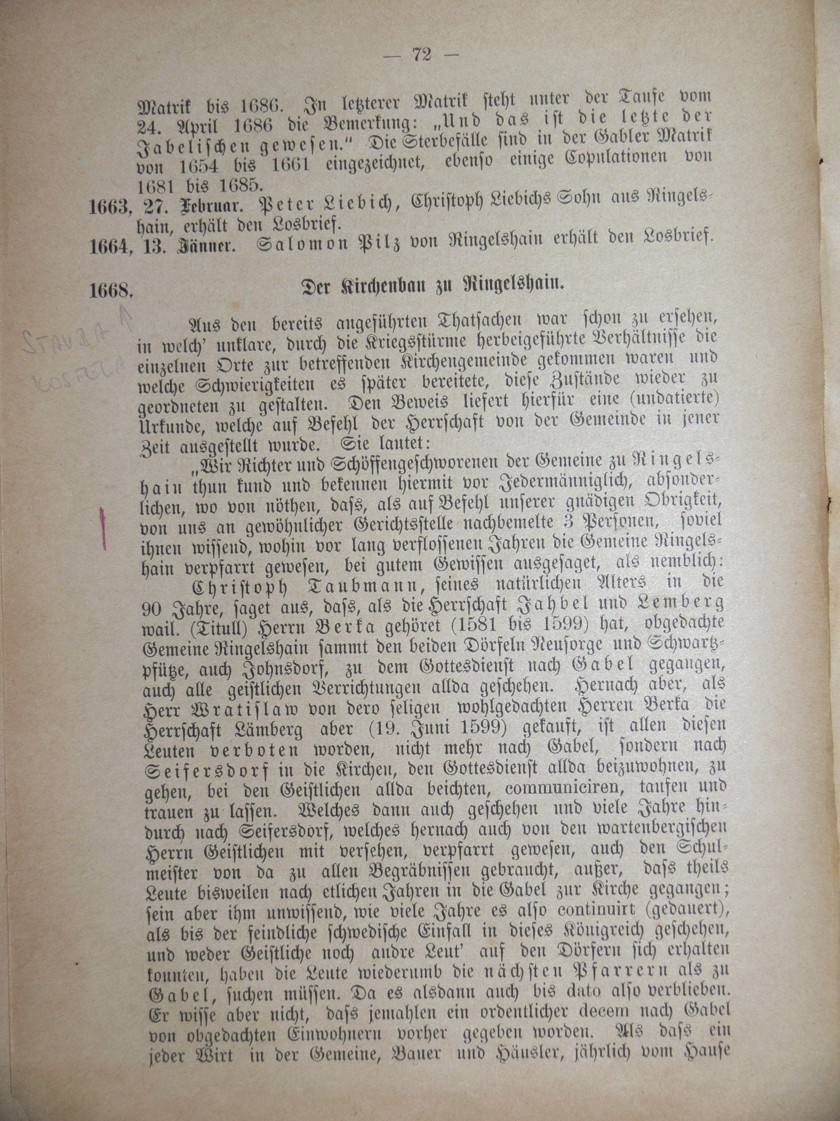 — 72 —
Matrik bis 1686. In letzterer Matrik steht unter der Taufe vom
24. April 1686 die Bemerkung: „Und das ist die letzte der
Jabelischen gewesen.“ Die Sterbefälle sind in der Gabler Matrik
von 1654 bis 1661 eingezeichnet, ebenso einige Copulationen von
1681 bis 1685.
1663, 27. Februar. Peter Liebich, Christoph Liebichs Sohn aus Ringels-
hain, erhält den Losbrief.
1664, 13. Jänner. Salomon Pilz von Ringelshain erhält den Losbrief.
1668. Der Kirchenbau zu Ringelshain.
Aus den bereits angeführten Thatsachen war schon zu ersehen,
in welch' unklare, durch die Kriegsstürme herbeigeführte Verhältnisse die
einzelnen Orte zur betreffenden Kirchengemeinde gekommen waren und
welche Schwierigkeiten es später bereitete, diese Zustände wieder zu
geordneten zu gestalten. Den Beweis liefert hierfür eine (undatierte)
Urkunde, welche auf Befehl der Herrschaft von der Gemeinde in jener
Zeit ausgestellt wurde. Sie lautet:
„Wir Richter und Schöffengeschworenen der Gemeine zu Ringels-
hain thun kund und bekennen hiermit vor Jedermänniglich, absonder-
lichen, wo von nöthen, dass, als auf Befehl unserer gnädigen Obrigkeit,
von uns an gewöhnlicher Gerichtsstelle nachbemelte 3 Personen, soviel
ihnen wissend, wohin vor lang verflossenen Jahren die Gemeine Ringels-
hain verpfarrt gewesen, bei gutem Gewissen ausgesaget, als nemblich:
Christoph Taubmann, seines natürlichen Alters in die
90 Jahre, saget aus, dass, als die Herrschaft Jahbel und Lemberg
wail. (Titull) Herrn Berka gehöret (1581 bis 1599) hat, obgedachte
Gemeine Ringelshain sammt den beiden Dörfeln Neusorge und Schwartz-
pfütze, auch Johnsdorf, zu dem Gottesdienst nach Gabel gegangen,
auch alle geistlichen Verrichtungen allda geschehen. Hernach aber, als
Herr Wratislaw von dero seligen wohlgedachten Herren Berka die
Herrschaft Lämberg aber (19. Juni 1599) gekauft, ist allen diesen
Leuten verboten worden, nicht mehr nach Gabel, sondern nach
Seifersdorf in die Kirchen, den Gottesdienst allda beizuwohnen, zu
gehen, bei den Geistlichen allda beichten, communiciren, taufen und
trauen zu lassen. Welches dann auch geschehen und viele Jahre hin-
durch nach Seifersdorf, welches hernach auch von den wartenbergischen
Herrn Geistlichen mit versehen, verpfarrt gewesen, auch den Schul-
meister von da zu allen Begräbnissen gebraucht, außer, dass theils
Leute bisweilen nach etlichen Jahren in die Gabel zur Kirche gegangen;
sein aber ihm unwissend, wie viele Jahre es also continuirt (gedauert),
als bis der feindliche schwedische Einfall in dieses Königreich geschehen,
und weder Geistliche noch andre Leut' auf den Dörfern sich erhalten
konnten, haben die Leute wiederumb die nächsten Pfarrern als zu
Gabel, suchen müssen. Da es alsdann auch bis dato also verblieben.
Er wisse aber nicht, dass jemahlen ein ordentlicher decem nach Gabel
von obgedachten Einwohnern vorher gegeben worden. Als dass ein
jeder Wirt in der Gemeine, Bauer und Häusler, jährlich vom Hause